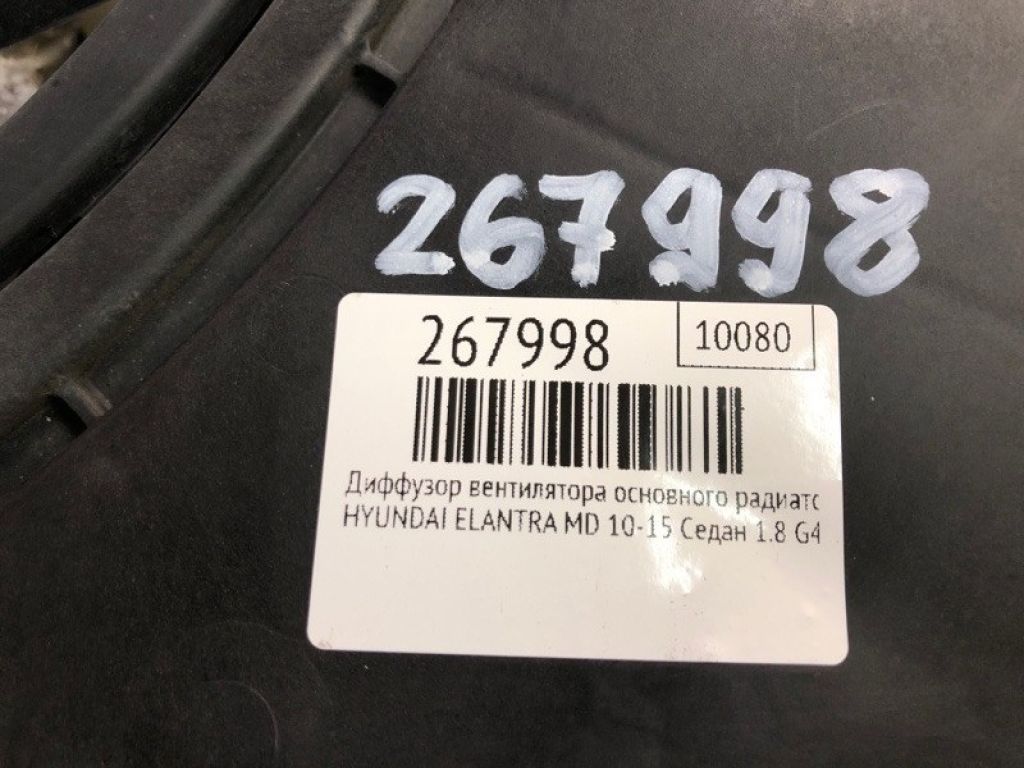 267998
267998
10080
Диффузор вентилятора основного радиатс
HYUNDAI ELANTRA MD 10-15 Седан 1.8 G4